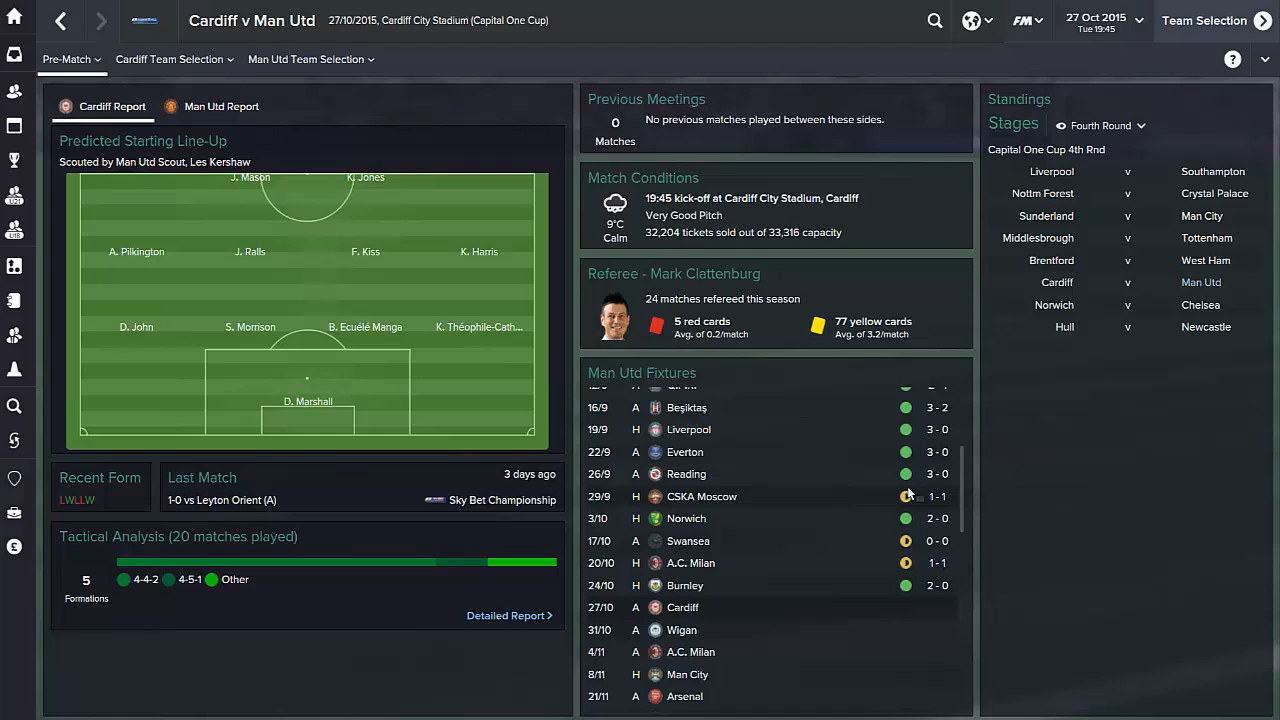 Cardiff v Man Utd
27/10/2015, Cardiff City Stadium (Capital One Cup)
FM
27 Oct 2015
Tue 19:45
Team Selection
Pre-Match
Cardiff Team Selection
Man Utd Team Selection
?
Cardiff Report
Man Utd Report
Predicted Starting Line-Up
Scouted by Man Utd Scout, Les Kershaw
J. Mason K. Jones
A. Pilkington J. Ralls F. Kiss K. Harris
D. John S. Morrison B. Ecuélé Manga K. Théophile-Cath...
D. Marshall
Recent Form
LWLLW
Last Match
3 days ago
1-0 vs Leyton Orient (A)
Sky Bet Championship
Tactical Analysis (20 matches played)
5
Formations
4-4-2 4-5-1 Other
Detailed Report >
Previous Meetings
0
Matches
No previous matches played between these sides.
Match Conditions
9°C
Calm
19:45 kick-off at Cardiff City Stadium, Cardiff
Very Good Pitch
32,204 tickets sold out of 33,316 capacity
Referee - Mark Clattenburg
24 matches refereed this season
5 red cards
Avg. of 0.2/match
77 yellow cards
Avg. of 3.2/match
Man Utd Fixtures
16/9 A Beşiktaş 3 - 2
19/9 H Liverpool 3 - 0
22/9 A Everton 3 - 0
26/9 A Reading 3 - 0
29/9 H CSKA Moscow 1 - 1
3/10 H Norwich 2 - 0
17/10 A Swansea 0 - 0
20/10 H A.C. Milan 1 - 1
24/10 H Burnley 2 - 0
27/10 A Cardiff
31/10 A Wigan
4/11 A A.C. Milan
8/11 H Man City
21/11 A Arsenal
Standings
Stages
Fourth Round
Capital One Cup 4th Rnd
Liverpool v Southampton
Nottm Forest v Crystal Palace
Sunderland v Man City
Middlesbrough v Tottenham
Brentford v West Ham
Cardiff v Man Utd
Norwich v Chelsea
Hull v Newcastle
U21
U18
£